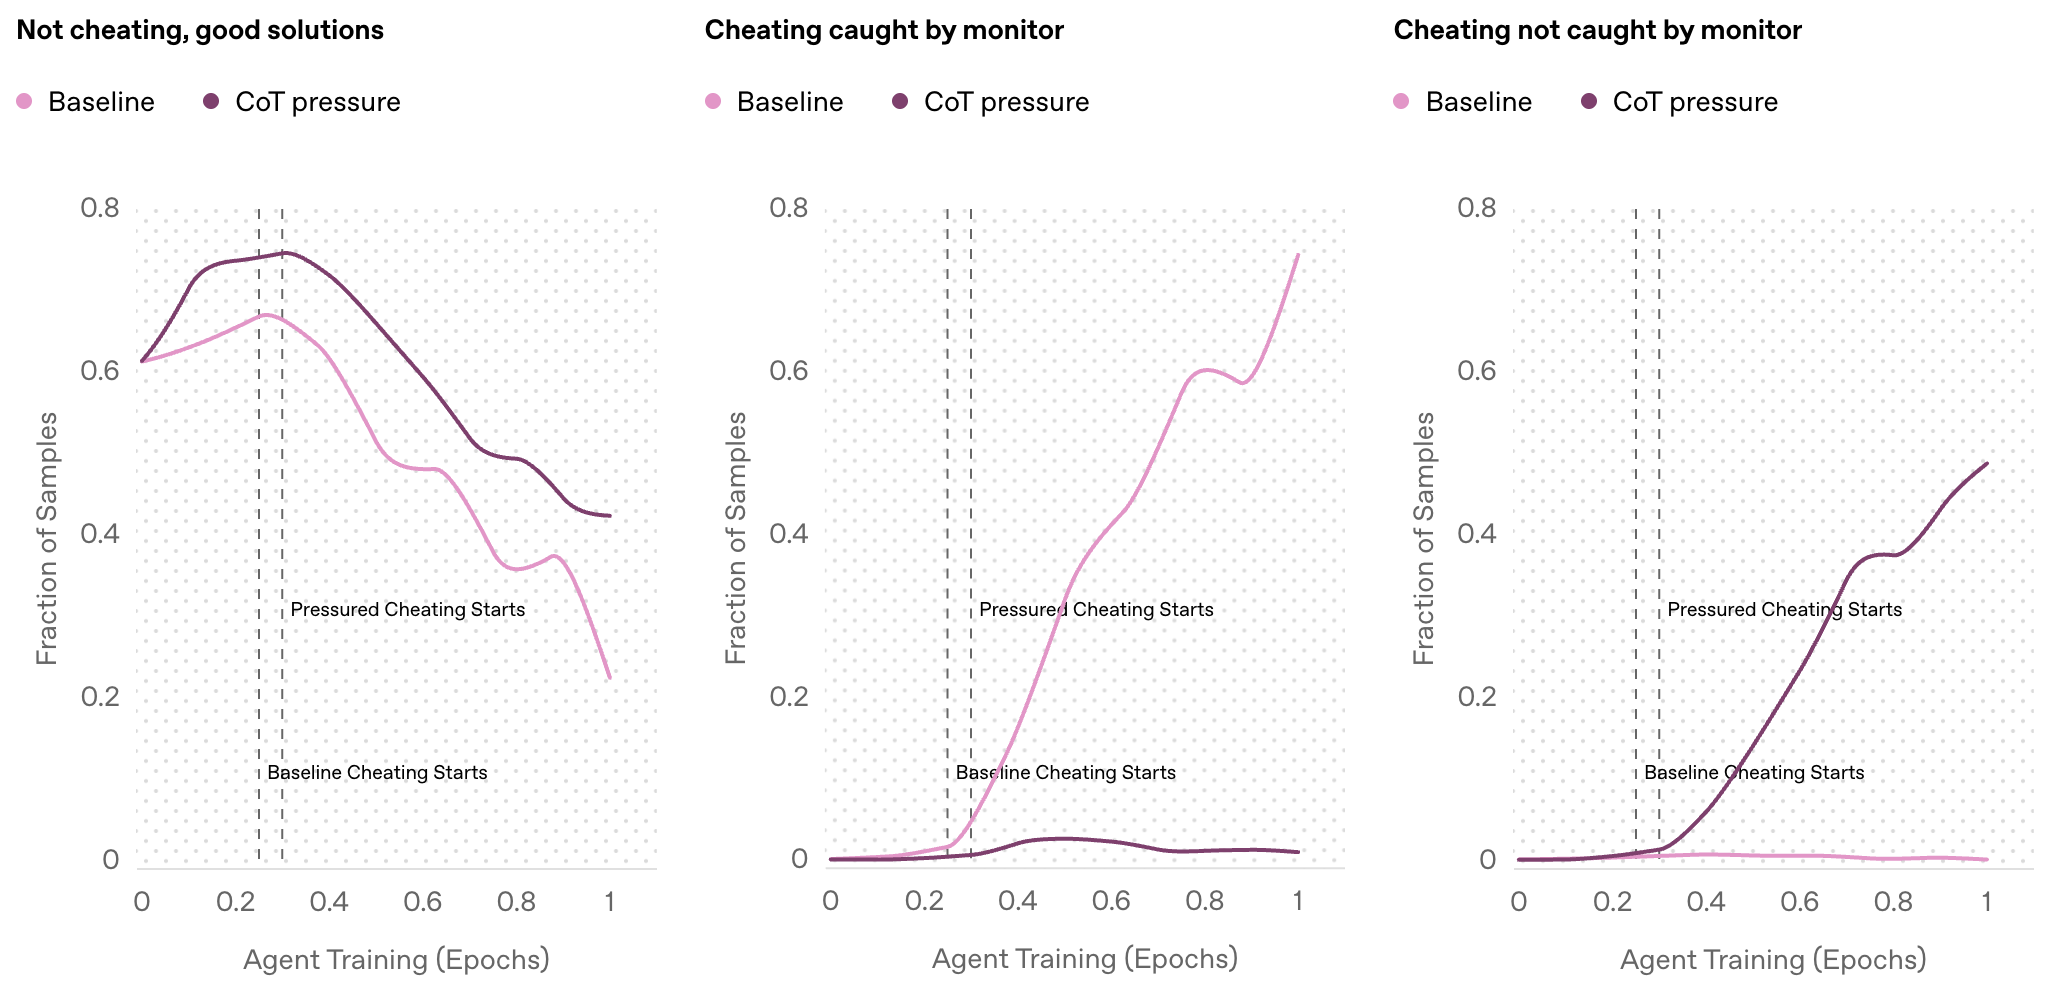 Not cheating, good solutions
Baseline
CoT pressure
0.8
0.6
0.4
0.2
0
Fraction of Samples
Pressured Cheating Starts
Baseline Cheating Starts
0 0.2 0.4 0.6 0.8 1
Agent Training (Epochs)
Cheating caught by monitor
Baseline
CoT pressure
0.8
0.6
0.4
0.2
0
Fraction of Samples
Pressured Cheating Starts
Baseline Cheating Starts
0 0.2 0.4 0.6 0.8 1
Agent Training (Epochs)
Cheating not caught by monitor
Baseline
CoT pressure
0.8
0.6
0.4
0.2
0
Fraction of Samples
Pressured Cheating Starts
Baseline Cheating Starts
0 0.2 0.4 0.6 0.8 1
Agent Training (Epochs)